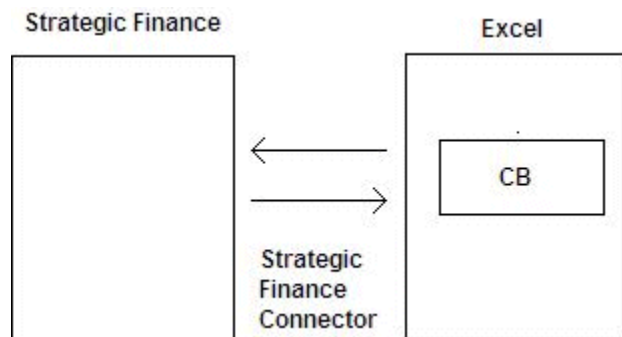 Strategic Finance
Excel
CB
Strategic
Finance
Connector